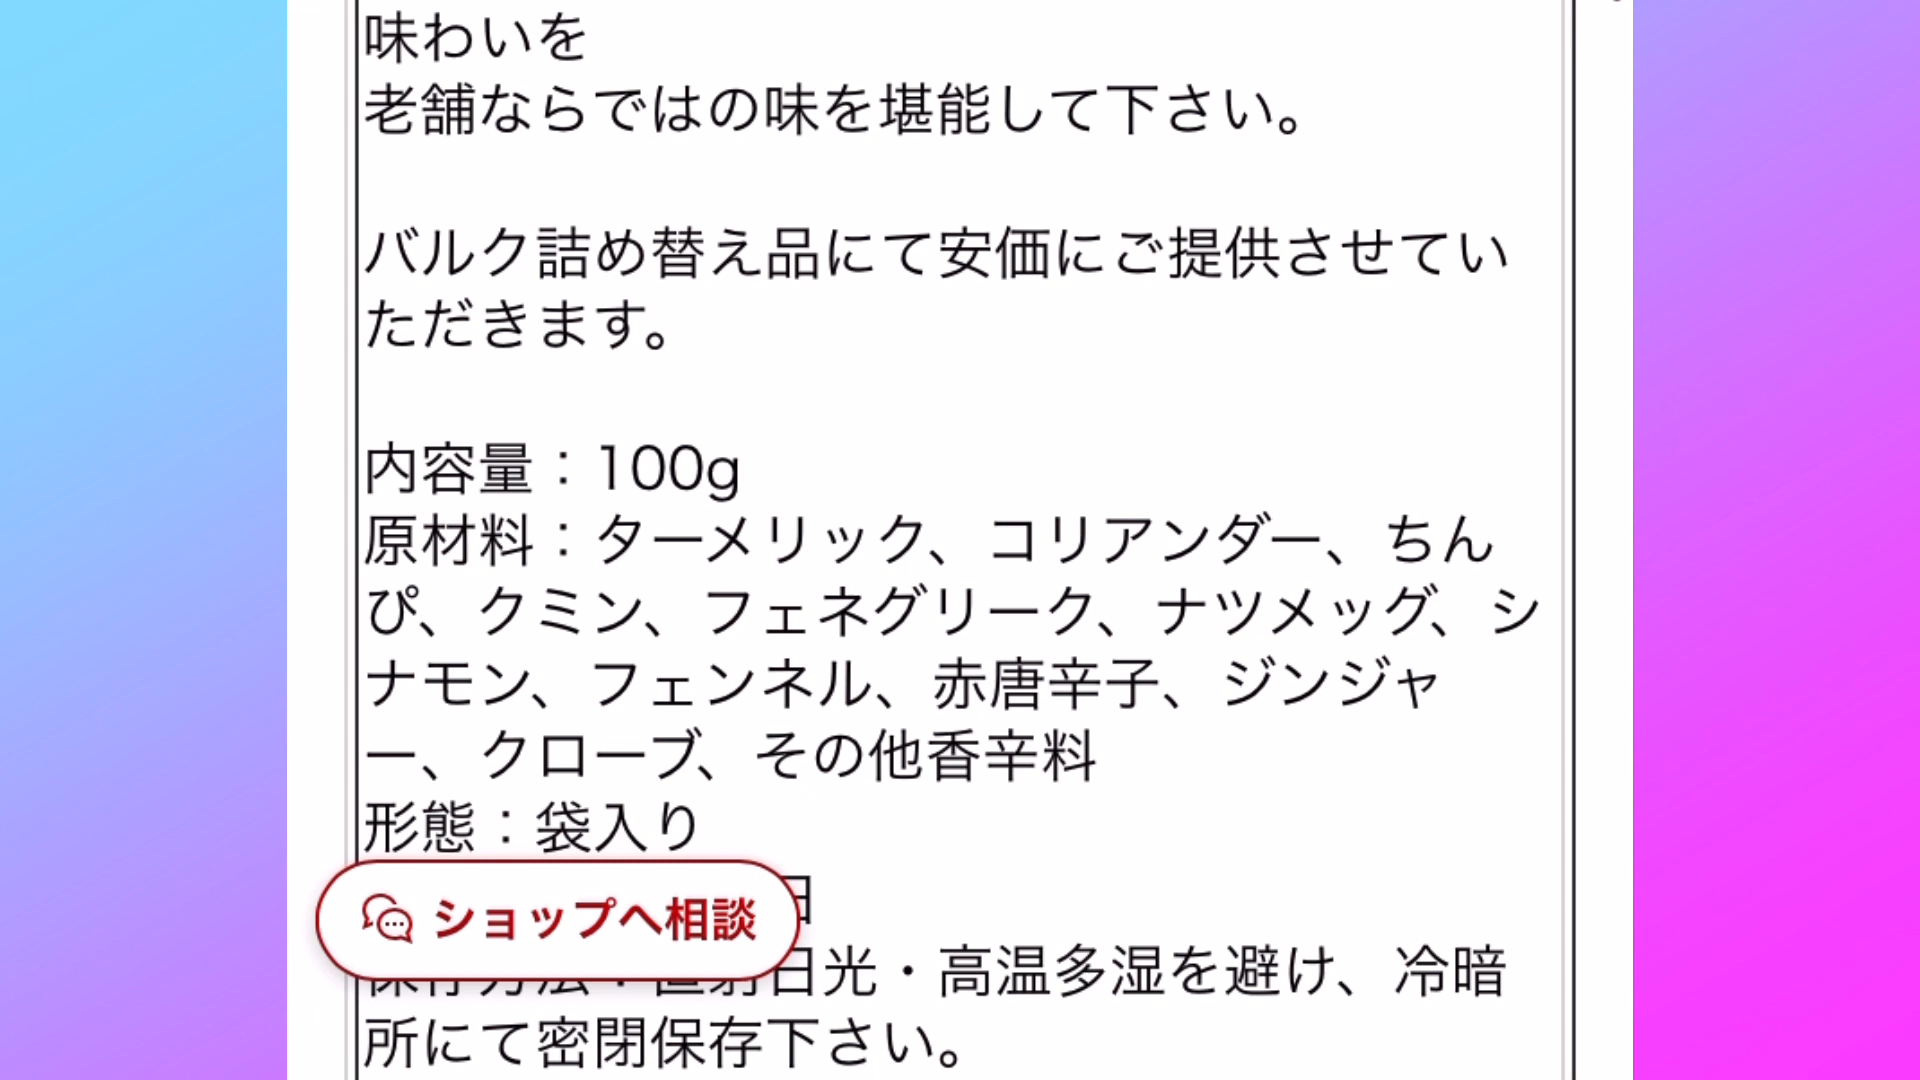 味わいを
老舗ならではの味を堪能して下さい。
バルク詰め替え品にて安価にご提供させてい
ただきます。
内容量：100g
原材料：ターメリック、コリアンダー、ちん
ぴ、クミン、フェネグリーク、ナツメッグ、シ
ナモン、フェンネル、赤唐辛子、ジンジャ
ー、クローブ、その他香辛料
形態：袋入り
ショップへ相談
保存方法：直射日光・高温多湿を避け、冷暗
所にて密閉保存下さい。